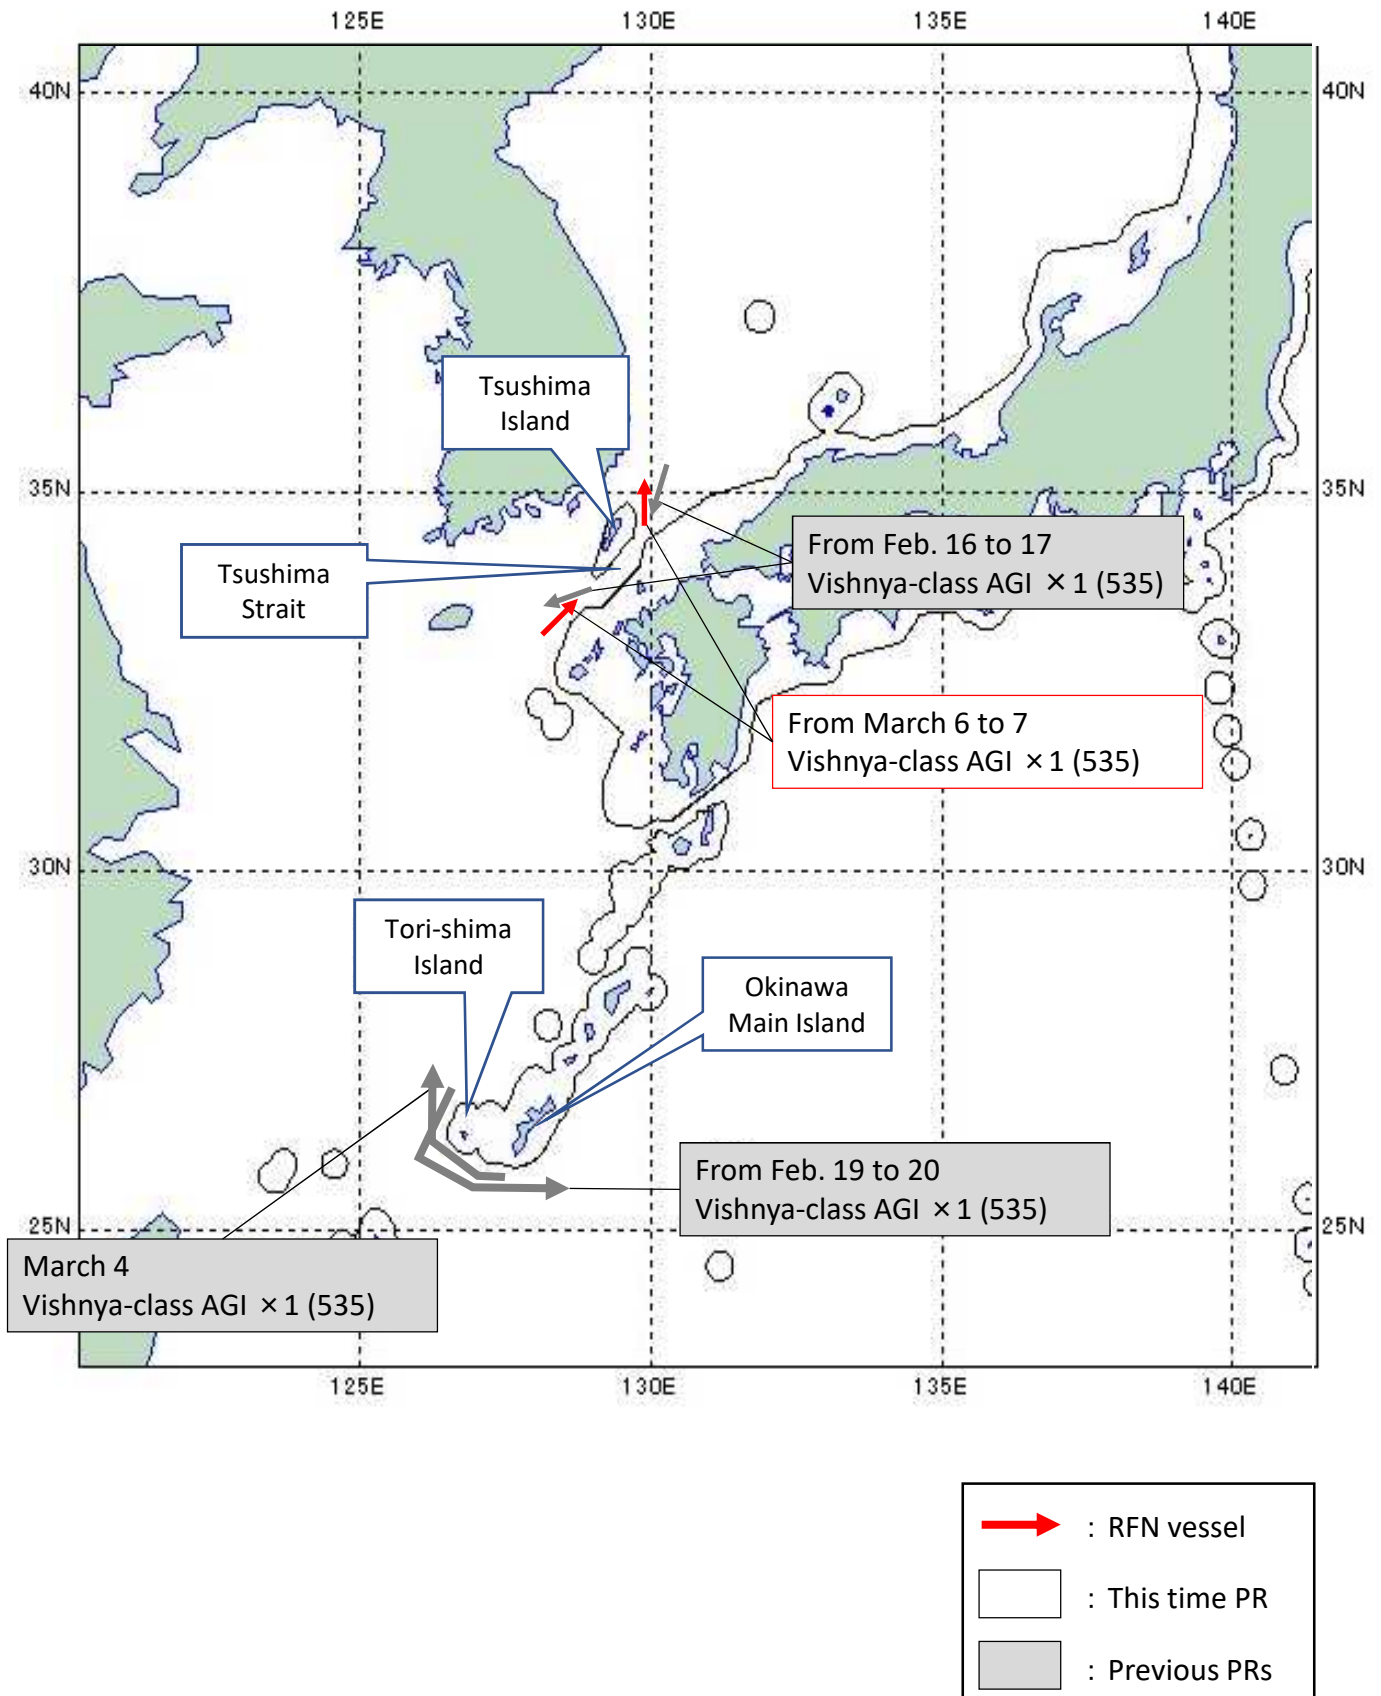 125E 130E 135E 140E
40N 40N
Tsushima
Island
35N 35N
From Feb. 16 to 17
Vishnya-class AGI ×1 (535)
Tsushima
Strait
From March 6 to 7
Vishnya-class AGI ×1 (535)
30N 30N
Tori-shima
Island
Okinawa
Main Island
From Feb. 19 to 20
Vishnya-class AGI ×1 (535)
25N 25N
March 4
Vishnya-class AGI ×1 (535)
125E 130E 135E 140E
: RFN vessel
: This time PR
: Previous PRs